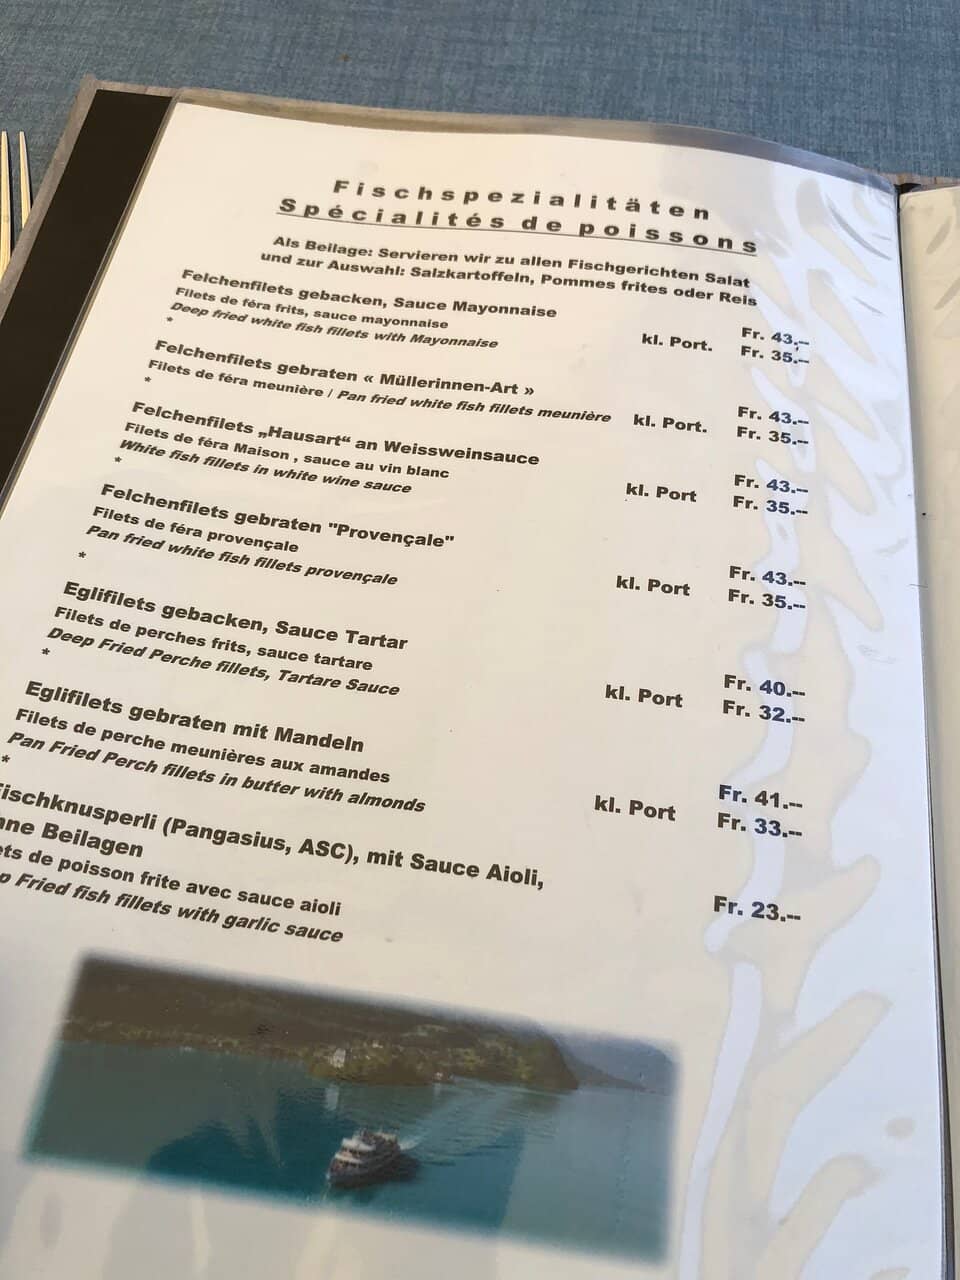 Fischspezialitäten
Spécialités de poissons
Als Beilage: Servieren wir zu allen Fischgerichten Salat
und zur Auswahl: Salzkartoffeln, Pommes frites oder Reis
Felchenfilets gebacken, Sauce Mayonnaise Fr. 43.--
Filets de féra frits, sauce mayonnaise kl. Port. Fr. 35.--
Deep fried white fish fillets with Mayonnaise
*
Felchenfilets gebraten « Müllerinnen-Art » Fr. 43.--
Filets de féra meunière / Pan fried white fish fillets meunière kl. Port. Fr. 35.--
*
Felchenfilets „Hausart“ an Weissweinsauce Fr. 43.--
Filets de féra Maison , sauce au vin blanc kl. Port Fr. 35.--
White fish fillets in white wine sauce
*
Felchenfilets gebraten "Provençale" Fr. 43.--
Filets de féra provençale kl. Port Fr. 35.--
Pan fried white fish fillets provençale
*
Eglifilets gebacken, Sauce Tartar Fr. 40.--
Filets de perches frits, sauce tartare kl. Port Fr. 32.--
Deep Fried Perche fillets, Tartare Sauce
*
Eglifilets gebraten mit Mandeln Fr. 41.--
Filets de perche meunières aux amandes kl. Port Fr. 33.--
Pan Fried Perch fillets in butter with almonds
*
(Pangasius, ASC), mit Sauce Aioli,
Beilagen Fr. 23.--
de poisson frite avec sauce aioli
Fried fish fillets with garlic sauce